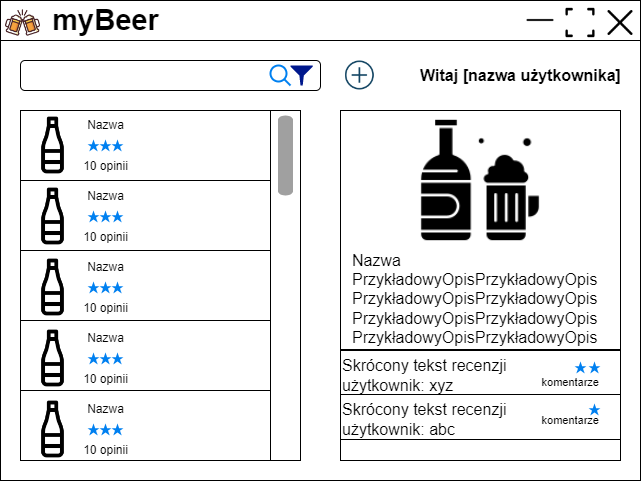 myBeer
Witaj [nazwa użytkownika]
Nazwa
10 opinii
Nazwa
10 opinii
Nazwa
10 opinii
Nazwa
10 opinii
Nazwa
10 opinii
Nazwa
PrzykładowyOpisPrzykładowyOpis
PrzykładowyOpisPrzykładowyOpis
PrzykładowyOpisPrzykładowyOpis
PrzykładowyOpisPrzykładowyOpis
Skrócony tekst recenzji
użytkownik: xyz
komentarze
Skrócony tekst recenzji
użytkownik: abc
komentarze